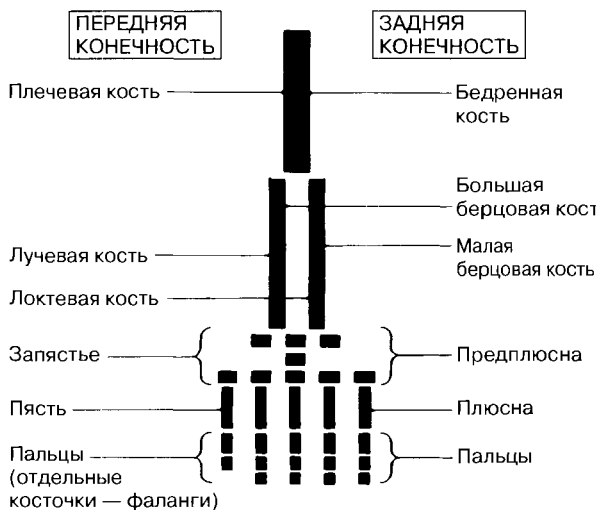 ПЕРЕДНЯЯ
КОНЕЧНОСТЬ
ЗАДНЯЯ
КОНЕЧНОСТЬ
Плечевая кость
Бедренная
кость
Большая
берцовая кост
Лучевая кость
Малая
берцовая кость
Локтевая кость
Запястье
Предплюсна
Пясть
Плюсна
Пальцы
(отдельные
косточки — фаланги)
Пальцы